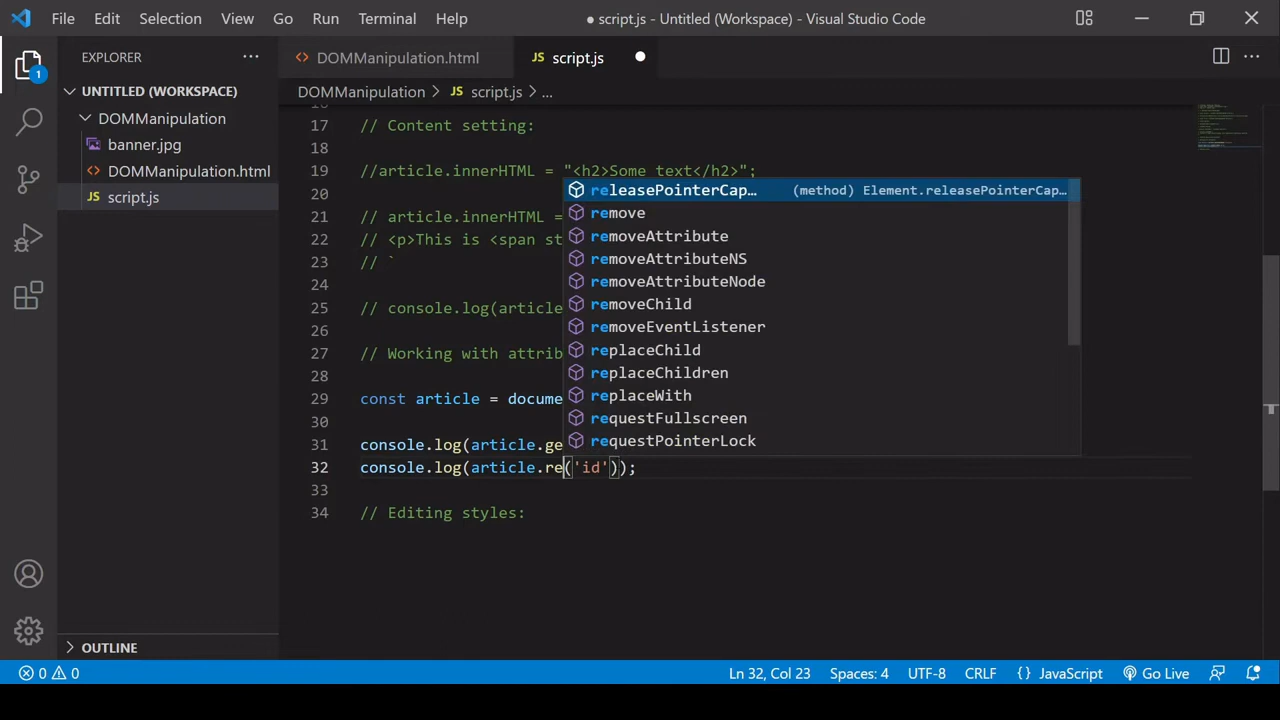 File Edit Selection View Go Run Terminal Help ● script.js - Untitled (Workspace) - Visual Studio Code
EXPLORER ···
DOMManipulation.html JS script.js
1
UNTITLED (WORKSPACE)
DOMManipulation
banner.jpg
DOMManipulation.html
JS script.js
DOMManipulation > JS script.js > ...
17 // Content setting:
18
19 //article.innerHTML = "<h2>Some text</h2>";
20
21 // article.innerHTML =
22 // <p>This is <span st
23 // `
24
25 // console.log(article
26
27 // Working with attrib
28
29 const article = docume
30
31 console.log(article.ge
32 console.log(article.re('id'));
33
34 // Editing styles:
releasePointerCap… (method) Element.releasePointerCap…
remove
removeAttribute
removeAttributeNS
removeAttributeNode
removeChild
removeEventListener
replaceChild
replaceChildren
replaceWith
requestFullscreen
requestPointerLock
OUTLINE
0 0 Ln 32, Col 23 Spaces: 4 UTF-8 CRLF {} JavaScript Go Live